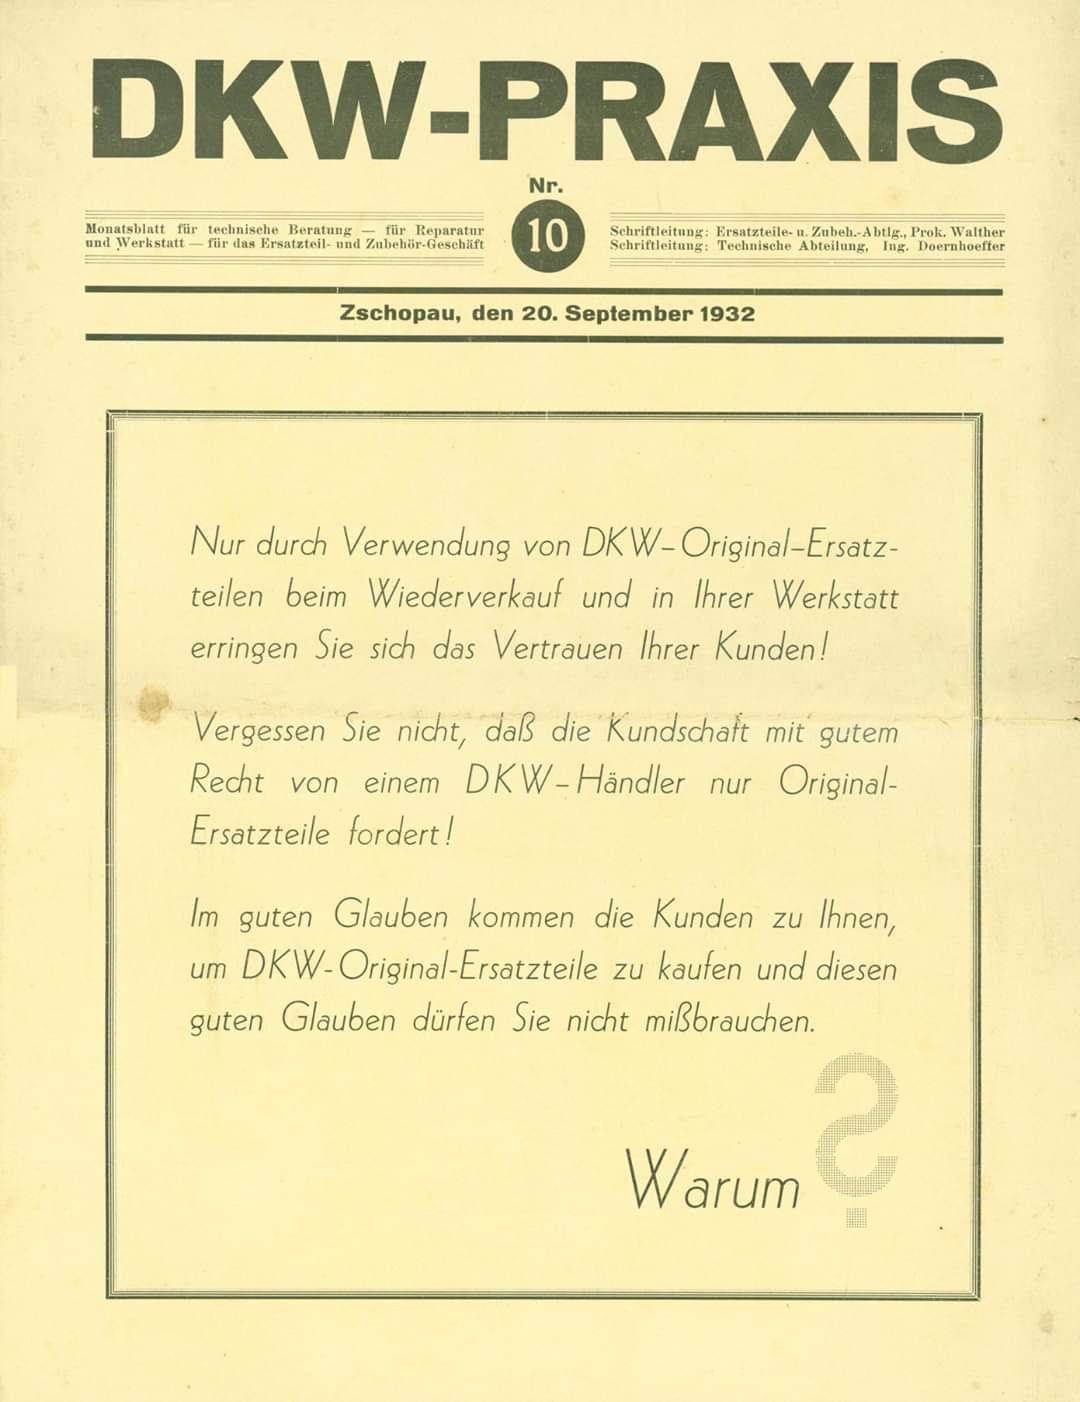 DKW-PRAXIS
Nr.
10
Monatsblatt für technische Beratung — für Reparatur
und Werkstatt — für das Ersatzteil- und Zubehör-Geschäft
Schriftleitung: Ersatzteile- u. Zubeh.-Abtlg., Prok. Walther
Schriftleitung: Technische Abteilung, Ing. Doernhoeffer
Zschopau, den 20. September 1932
Nur durch Verwendung von DKW-Original-Ersatz-
teilen beim Wiederverkauf und in Ihrer Werkstatt
erringen Sie sich das Vertrauen Ihrer Kunden!
Vergessen Sie nicht, daß die Kundschaft mit gutem
Recht von einem DKW-Händler nur Original-
Ersatzteile fordert!
Im guten Glauben kommen die Kunden zu Ihnen,
um DKW-Original-Ersatzteile zu kaufen und diesen
guten Glauben dürfen Sie nicht mißbrauchen.
Warum?